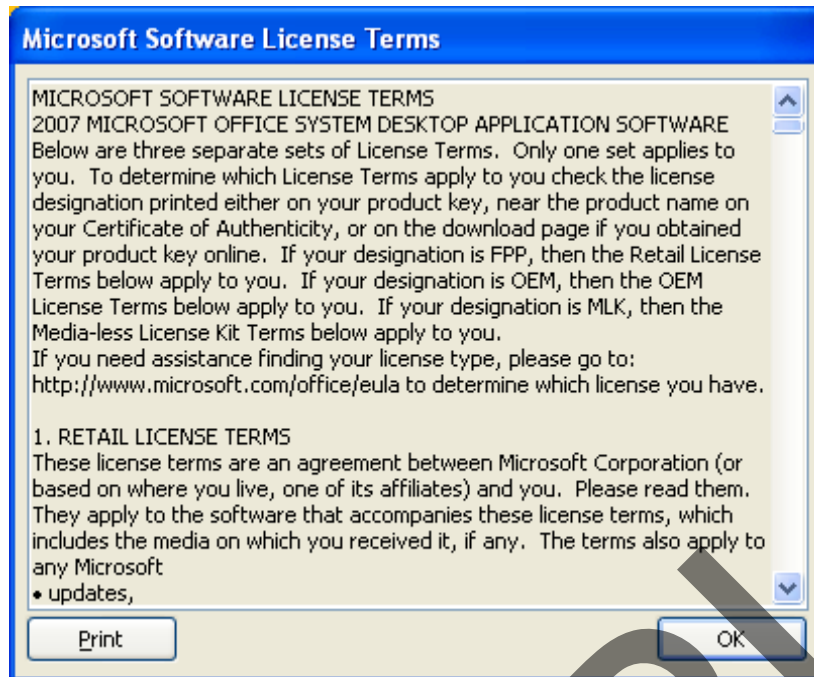 Microsoft Software License Terms
MICROSOFT SOFTWARE LICENSE TERMS
2007 MICROSOFT OFFICE SYSTEM DESKTOP APPLICATION SOFTWARE
Below are three separate sets of License Terms.  Only one set applies to
you.  To determine which License Terms apply to you check the license
designation printed either on your product key, near the product name on
your Certificate of Authenticity, or on the download page if you obtained
your product key online.  If your designation is FPP, then the Retail License
Terms below apply to you.  If your designation is OEM, then the OEM
License Terms below apply to you.  If your designation is MLK, then the
Media-less License Kit Terms below apply to you.
If you need assistance finding your license type, please go to:
http://www.microsoft.com/office/eula to determine which license you have.
1. RETAIL LICENSE TERMS
These license terms are an agreement between Microsoft Corporation (or
based on where you live, one of its affiliates) and you.  Please read them.
They apply to the software that accompanies these license terms, which
includes the media on which you received it, if any.  The terms also apply to
any Microsoft
• updates,
Print
OK